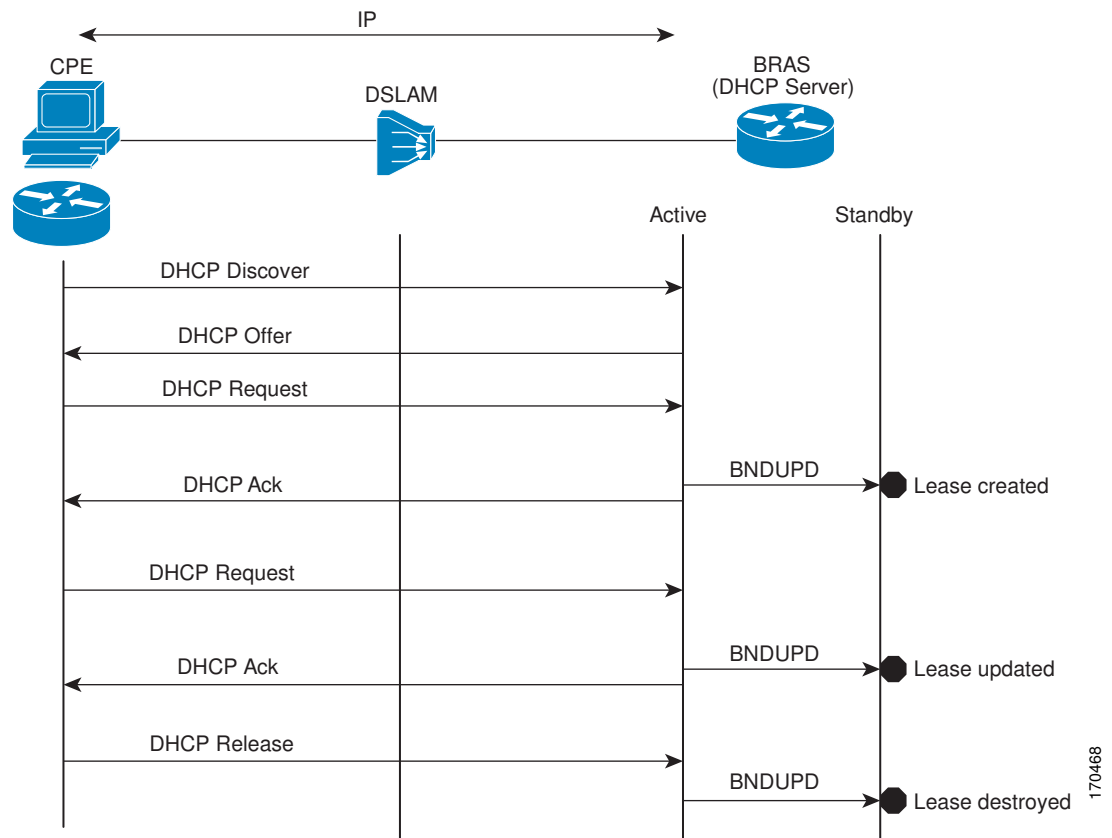 IP
CPE
DSLAM
BRAS
(DHCP Server)
Active
Standby
DHCP Discover
DHCP Offer
DHCP Request
DHCP Ack
BNDUPD
Lease created
DHCP Request
DHCP Ack
BNDUPD
Lease updated
DHCP Release
BNDUPD
Lease destroyed
170468